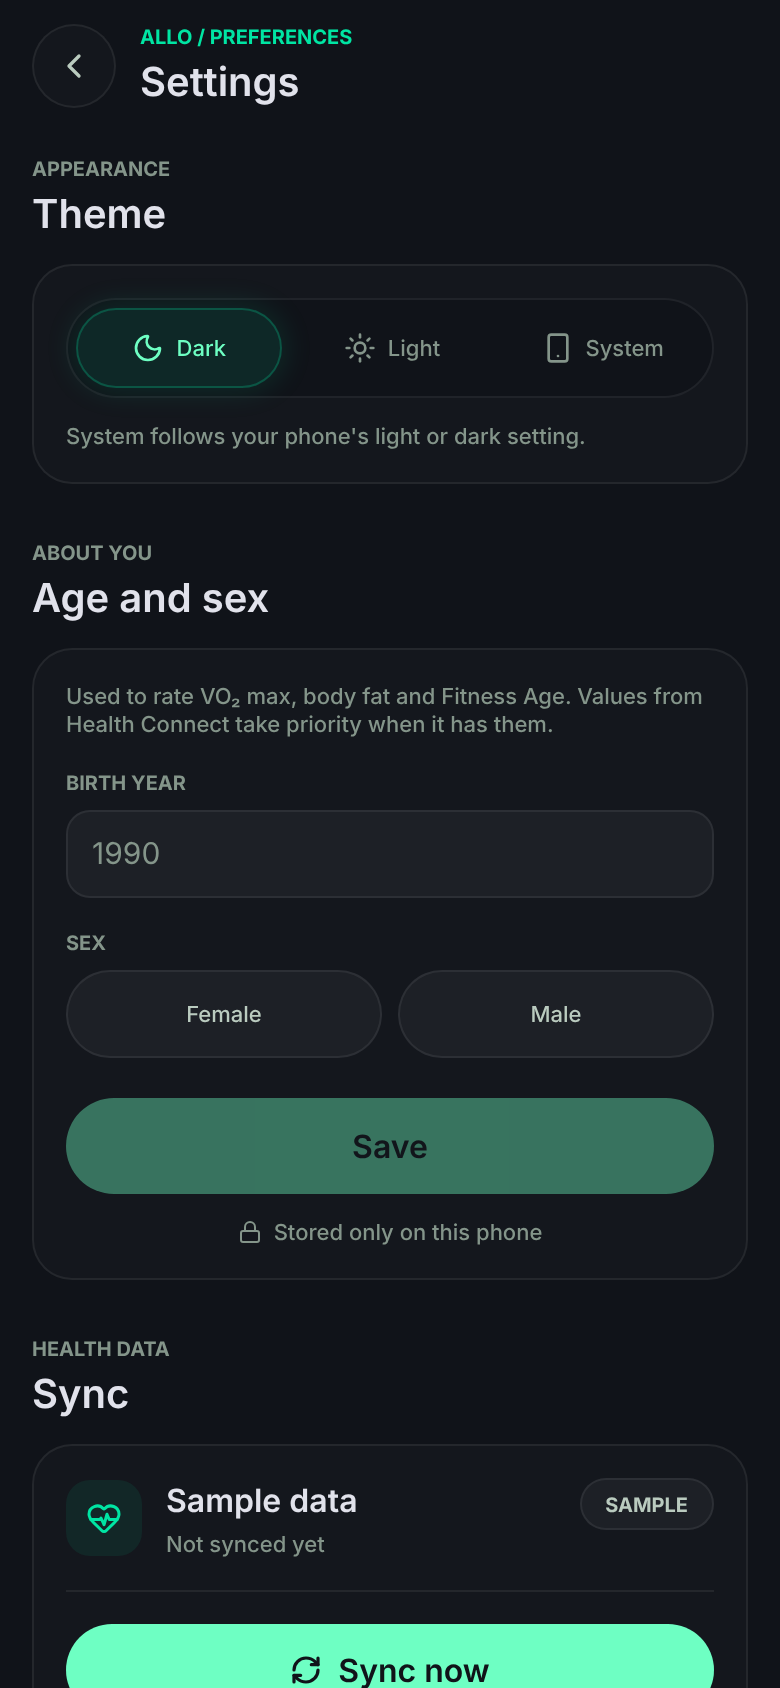 ALLO / PREFERENCES
Settings
APPEARANCE
Theme
Dark
Light
System
System follows your phone's light or dark setting.
ABOUT YOU
Age and sex
Used to rate VO₂ max, body fat and Fitness Age. Values from
Health Connect take priority when it has them.
BIRTH YEAR
1990
SEX
Female
Male
Save
Stored only on this phone
HEALTH DATA
Sync
Sample data
SAMPLE
Not synced yet
Sync now